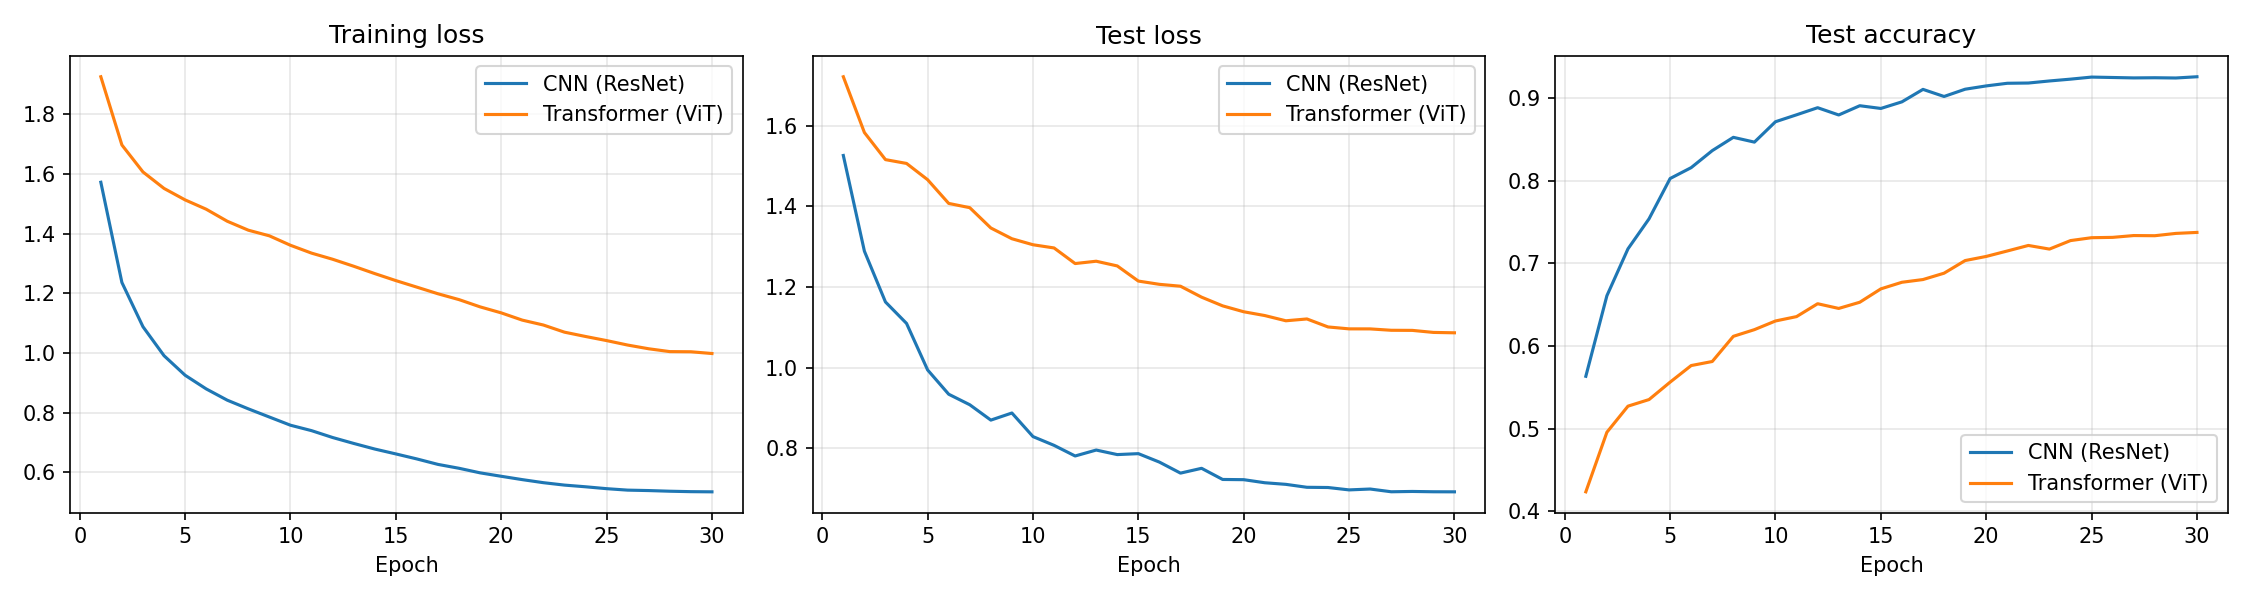 Training loss
CNN (ResNet)
Transformer (ViT)
1.8
1.6
1.4
1.2
1.0
0.8
0.6
0 5 10 15 20 25 30
Epoch
Test loss
CNN (ResNet)
Transformer (ViT)
1.6
1.4
1.2
1.0
0.8
0 5 10 15 20 25 30
Epoch
Test accuracy
0.9
0.8
0.7
0.6
0.5
0.4
CNN (ResNet)
Transformer (ViT)
0 5 10 15 20 25 30
Epoch